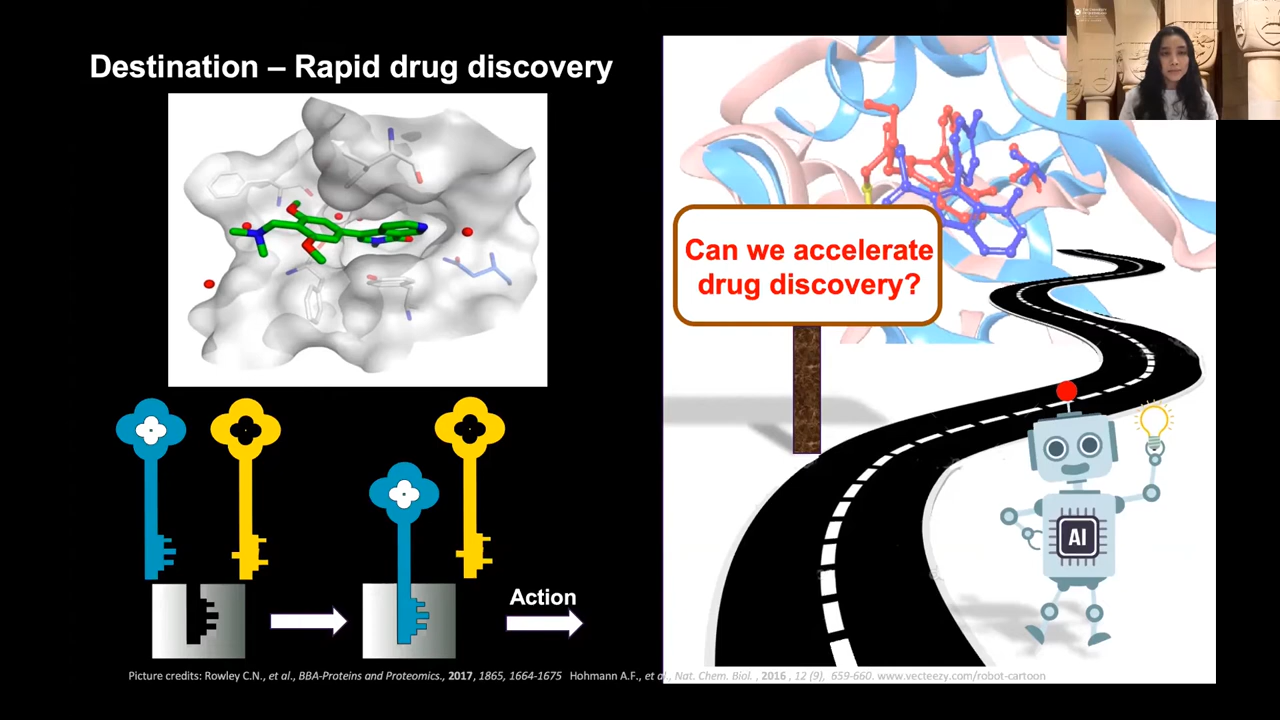 Destination – Rapid drug discovery
Can we accelerate
drug discovery?
AI
Action
Picture credits: Rowley C.N., et al., BBA-Proteins and Proteomics., 2017, 1865, 1664-1675 Hohmann A.F., et al, Nat. Chem. Biol. , 2016 , 12 (9), 659-660. www.vecteezy.com/robot-cartoon